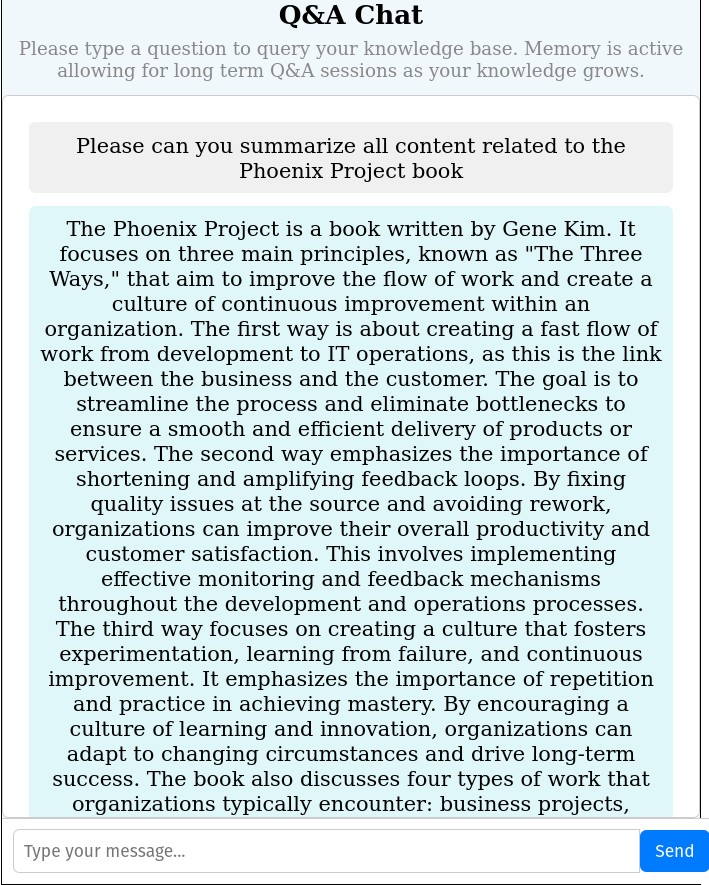 Q&A Chat
Please type a question to query your knowledge base. Memory is active
allowing for long term Q&A sessions as your knowledge grows.
Please can you summarize all content related to the
Phoenix Project book
The Phoenix Project is a book written by Gene Kim. It
focuses on three main principles, known as "The Three
Ways," that aim to improve the flow of work and create a
culture of continuous improvement within an
organization. The first way is about creating a fast flow of
work from development to IT operations, as this is the link
between the business and the customer. The goal is to
streamline the process and eliminate bottlenecks to
ensure a smooth and efficient delivery of products or
services. The second way emphasizes the importance of
shortening and amplifying feedback loops. By fixing
quality issues at the source and avoiding rework,
organizations can improve their overall productivity and
customer satisfaction. This involves implementing
effective monitoring and feedback mechanisms
throughout the development and operations processes.
The third way focuses on creating a culture that fosters
experimentation, learning from failure, and continuous
improvement. It emphasizes the importance of repetition
and practice in achieving mastery. By encouraging a
culture of learning and innovation, organizations can
adapt to changing circumstances and drive long-term
success. The book also discusses four types of work that
organizations typically encounter: business projects,
Type your message...
Send